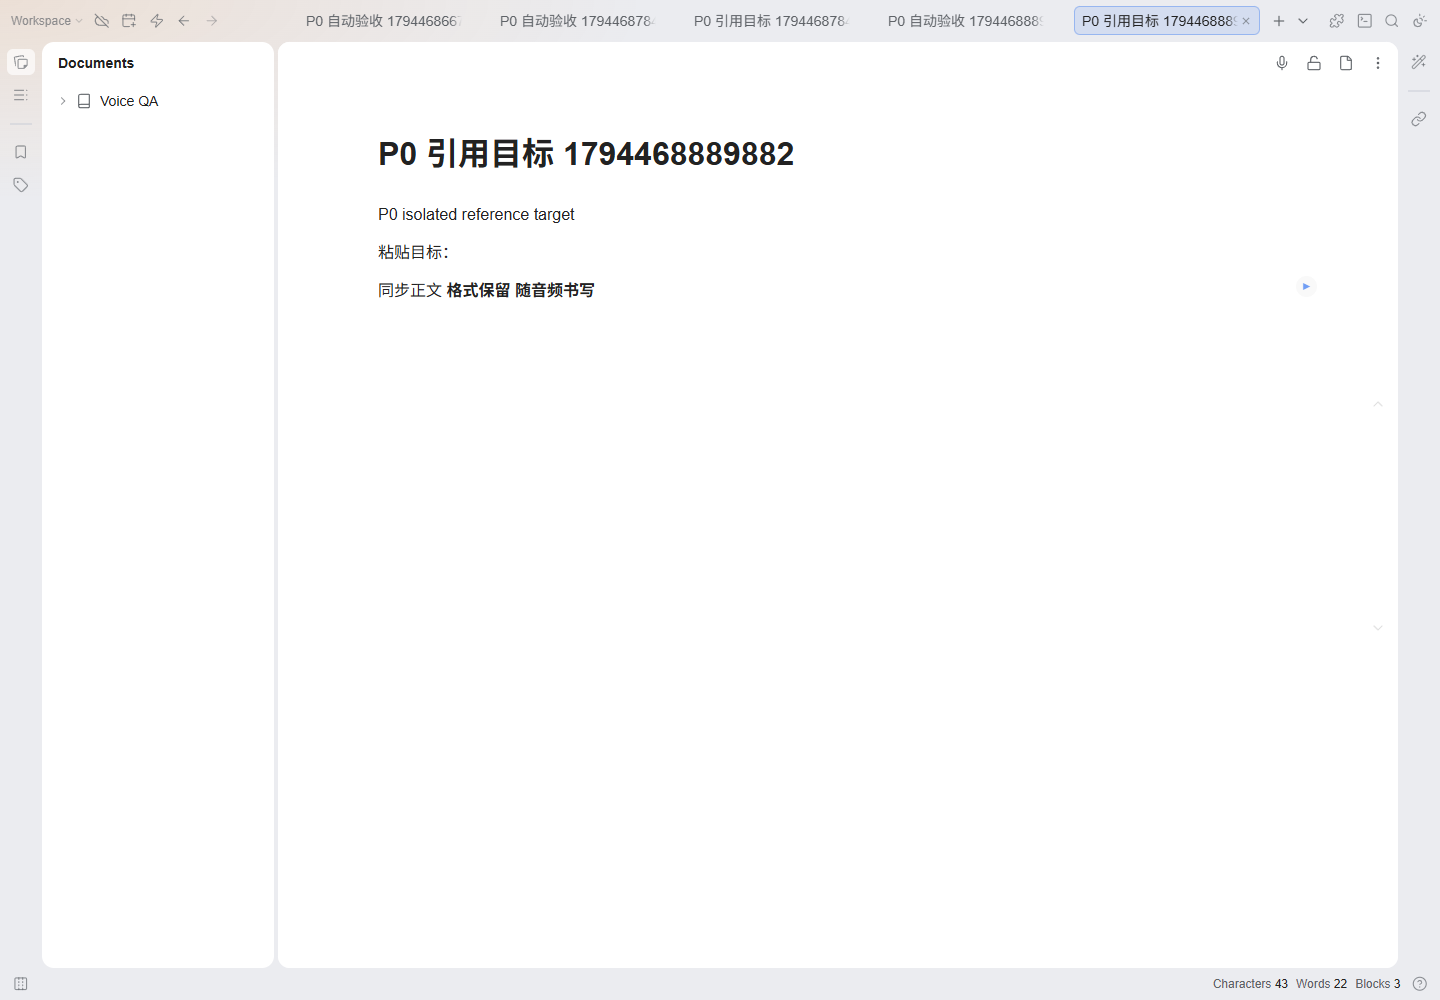 Workspace
P0 自动验收 1794468667
P0 自动验收 179446878
P0 引用目标 179446878
P0 自动验收 179446888
P0 引用目标 179446888
Documents
Voice QA
P0 引用目标 1794468889882
P0 isolated reference target
粘贴目标：
同步正文 格式保留 随音频书写
Characters 43 Words 22 Blocks 3